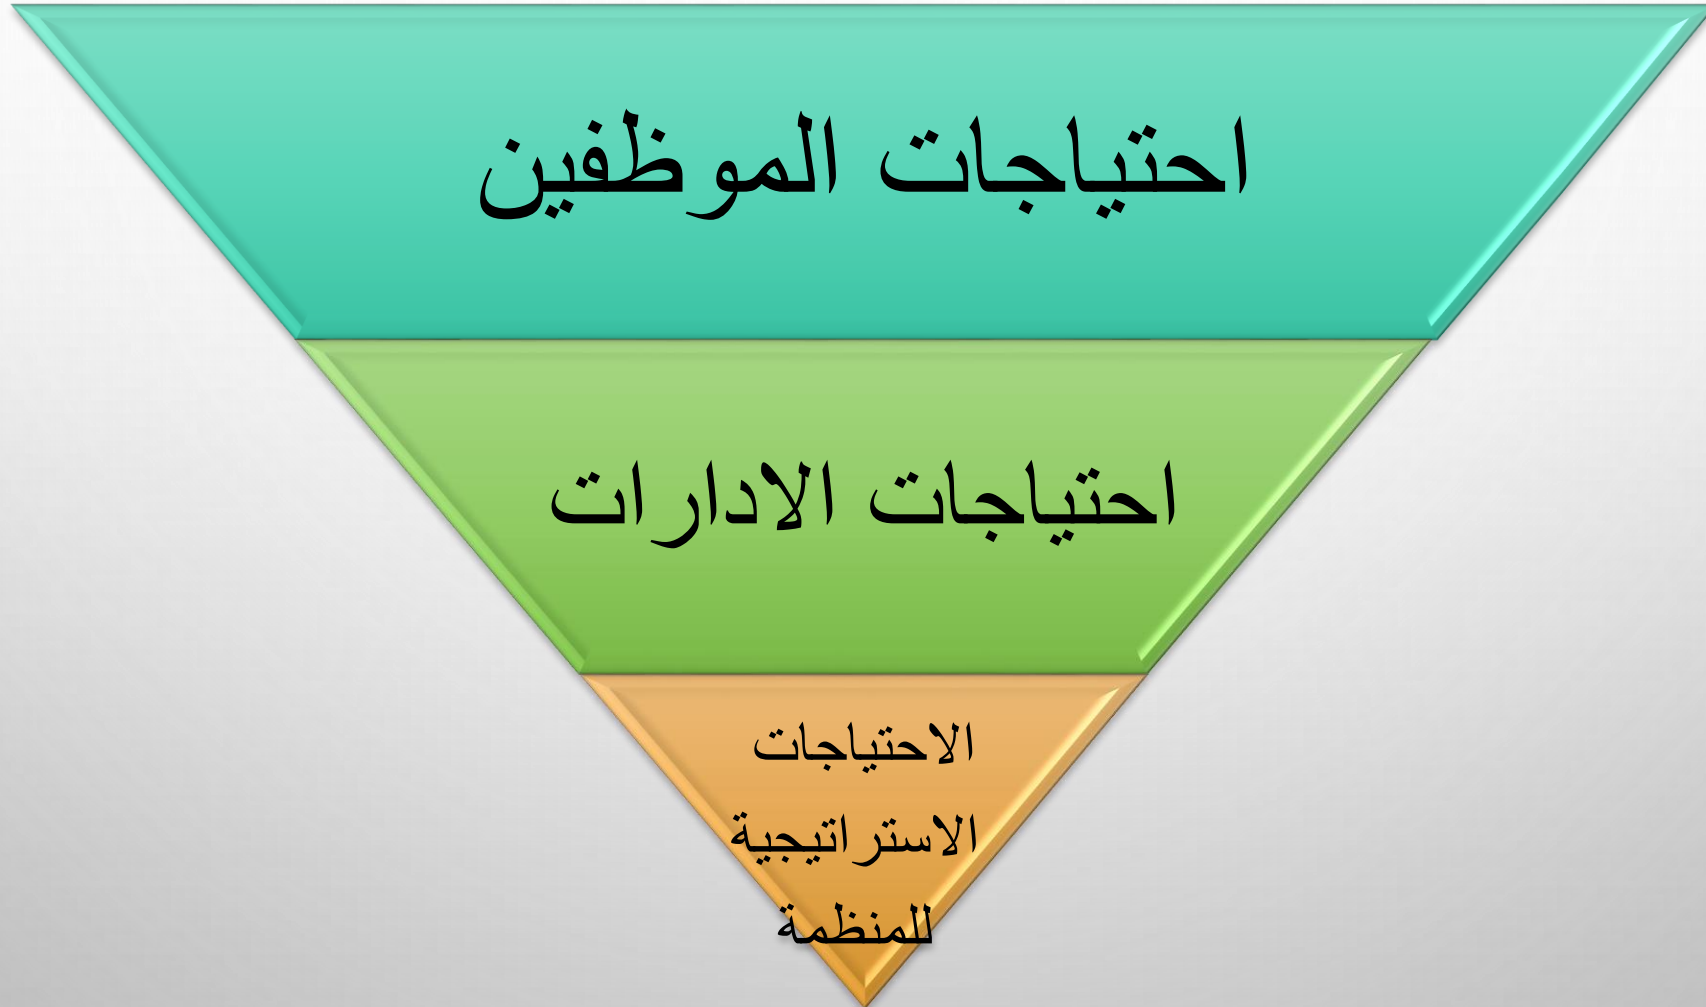 احتياجات الموظفين
احتياجات الادارات
الاحتياجات
الاستراتيجية
للمنظمة